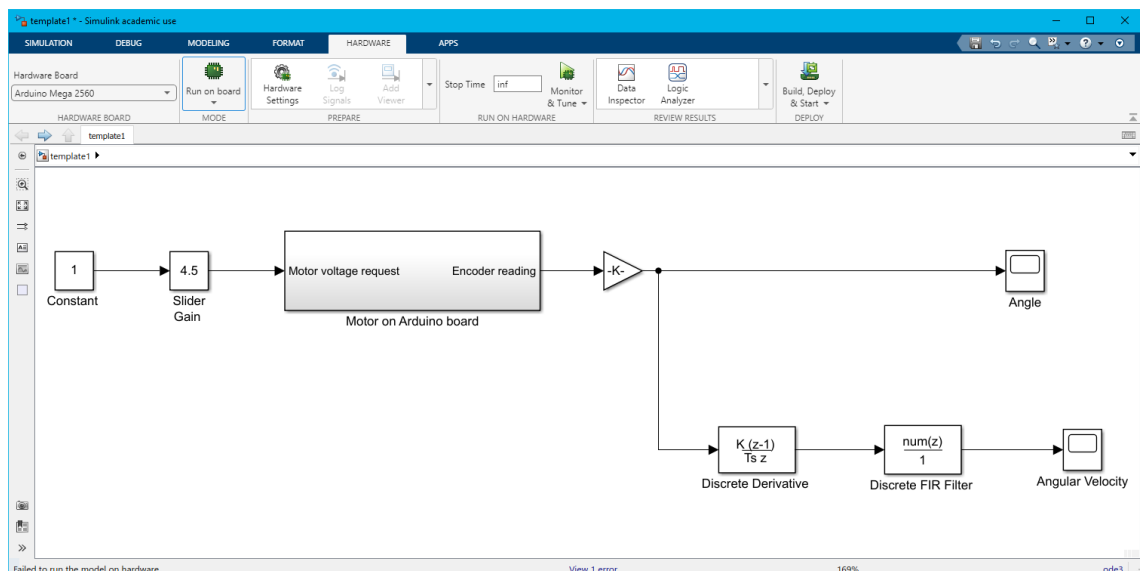 template1 * - Simulink academic use
SIMULATION DEBUG MODELING FORMAT HARDWARE APPS
Hardware Board
Arduino Mega 2560
Run on board
Hardware Settings
Log Signals
Add Viewer
Stop Time inf
Monitor & Tune
Data Inspector
Logic Analyzer
Build, Deploy & Start
HARDWARE BOARD MODE PREPARE RUN ON HARDWARE REVIEW RESULTS DEPLOY
template1
template1
1
Constant
4.5
Slider
Gain
Motor voltage request Encoder reading
Motor on Arduino board
-K-
Angle
K (z-1)
Ts z
Discrete Derivative
num(z)
1
Discrete FIR Filter
Angular Velocity
Failed to run the model on hardware View 1 error 169% ode3